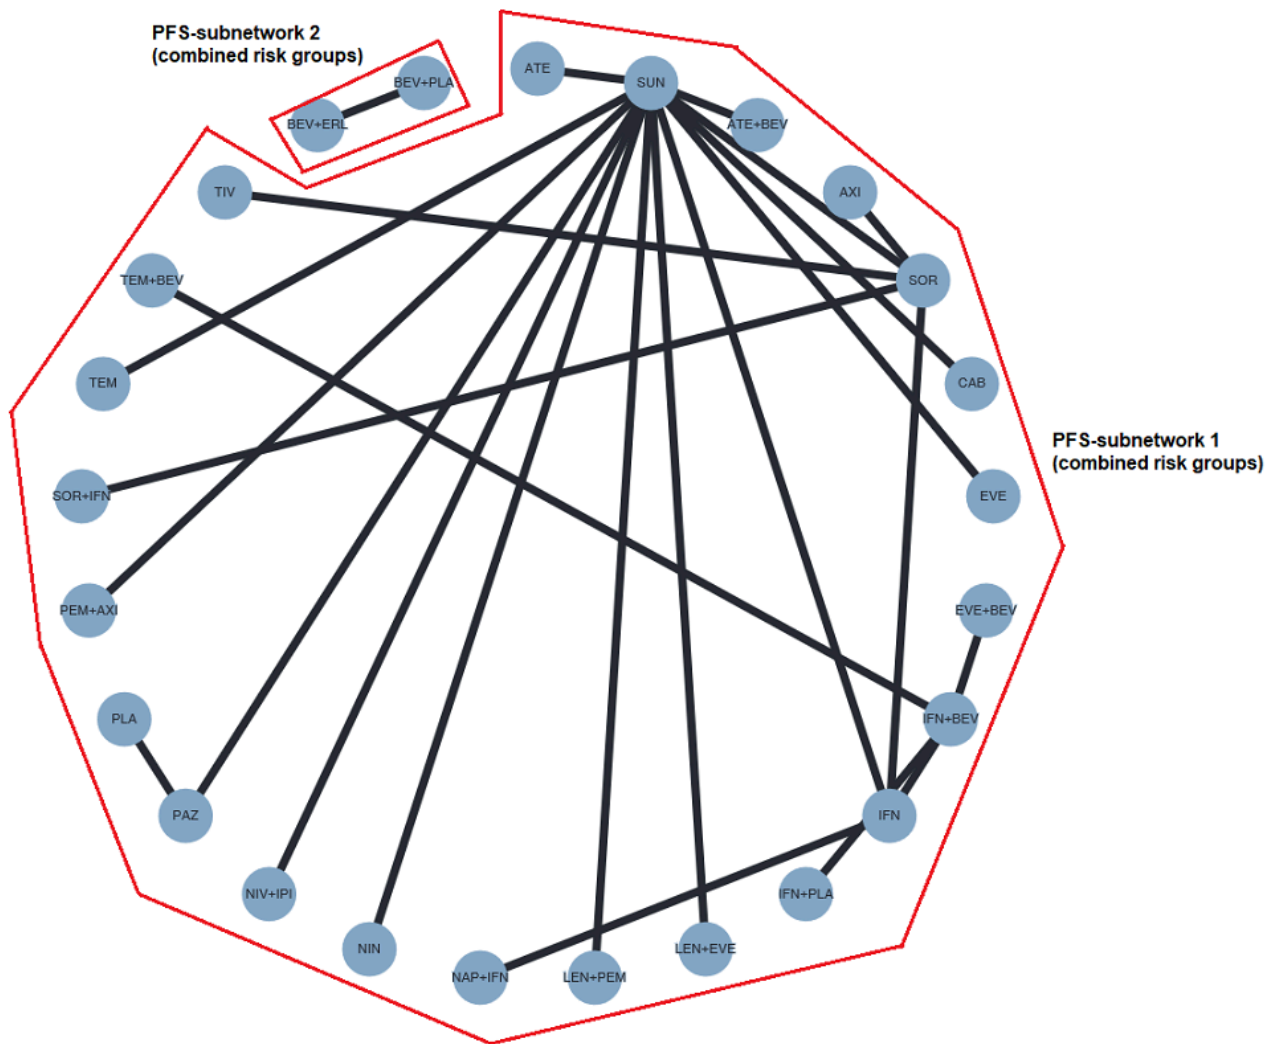 PFS-subnetwork 2
(combined risk groups)
BEV+PLA
BEV+ERL
ATE
SUN
ATE+BEV
TIV
AXI
TEM+BEV
SOR
TEM
CAB
PFS-subnetwork 1
(combined risk groups)
SOR+IFN
EVE
PEM+AXI
EVE+BEV
PLA
IFN+BEV
PAZ
IFN
NIV+IPI
IFN+PLA
NIN
LEN+EVE
NAP+IFN
LEN+PEM